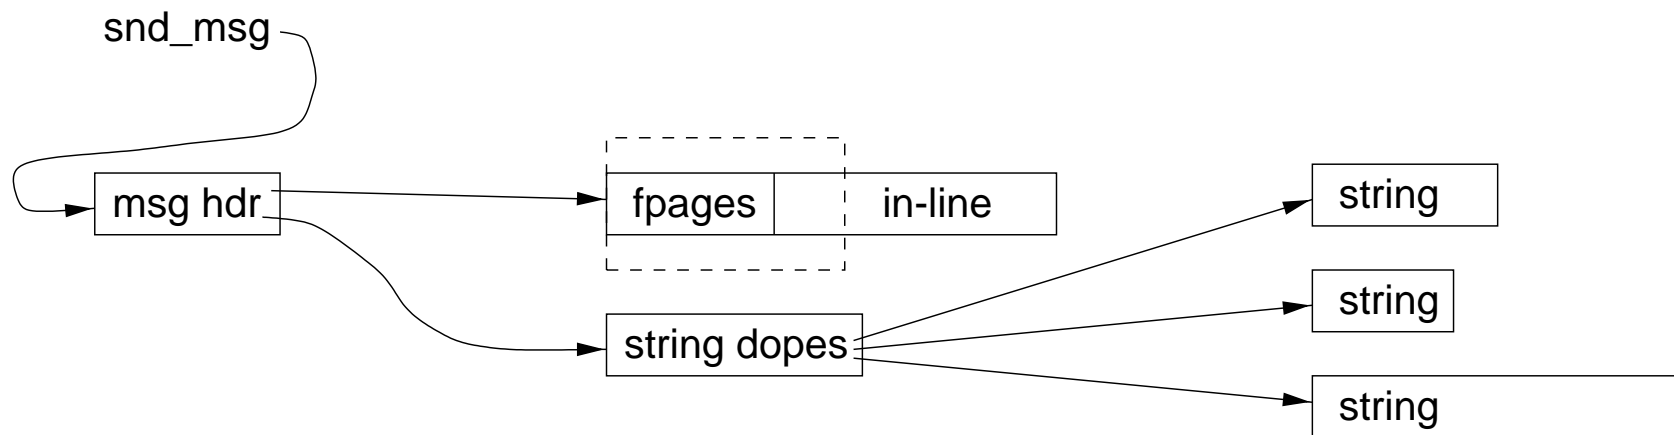 snd_msg
msg hdr
fpages
in-line
string
string
string dopes
string